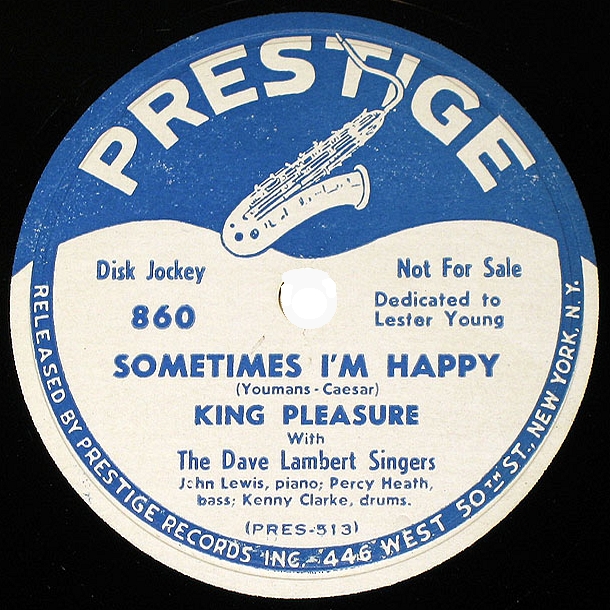 PRESTIGE
Disk Jockey
Not For Sale
860
Dedicated to
Lester Young
SOMETIMES I'M HAPPY
(Youmans - Caesar)
KING PLEASURE
With
The Dave Lambert Singers
John Lewis, piano; Percy Heath,
bass; Kenny Clarke, drums.
(PRES-513)
RELEASED BY PRESTIGE RECORDS INC. - 446 WEST 50TH ST., NEW YORK, N.Y.